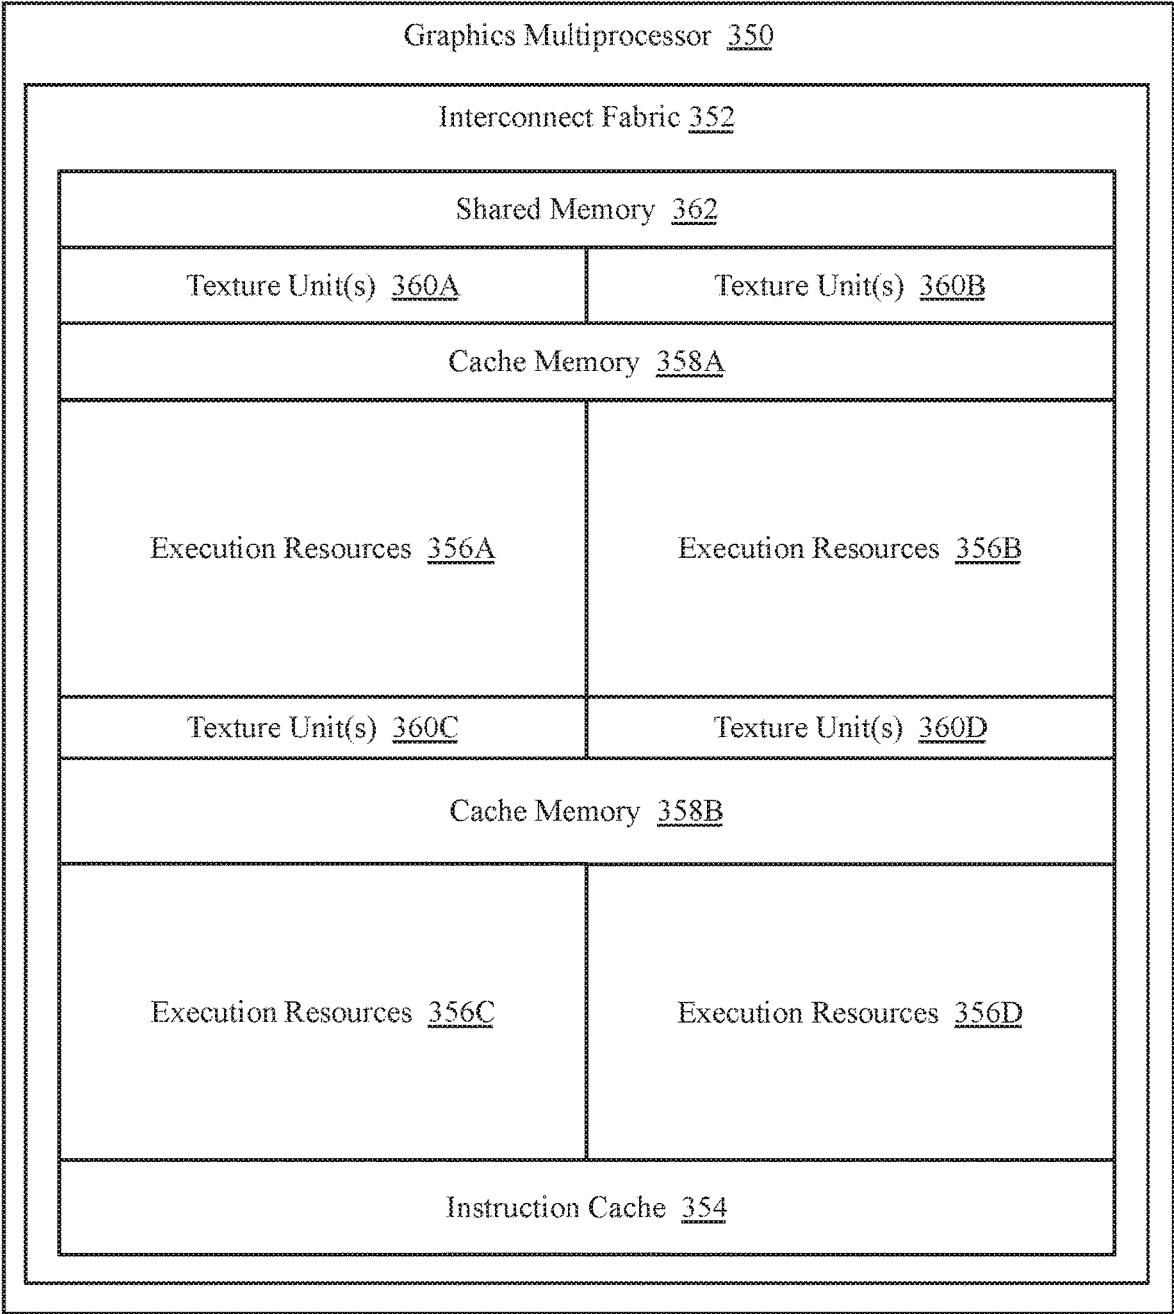 Graphics Multiprocessor 350
Interconnect Fabric 352
Shared Memory 362
Texture Unit(s) 360A
Texture Unit(s) 360B
Cache Memory 358A
Execution Resources 356A
Execution Resources 356B
Texture Unit(s) 360C
Texture Unit(s) 360D
Cache Memory 358B
Execution Resources 356C
Execution Resources 356D
Instruction Cache 354